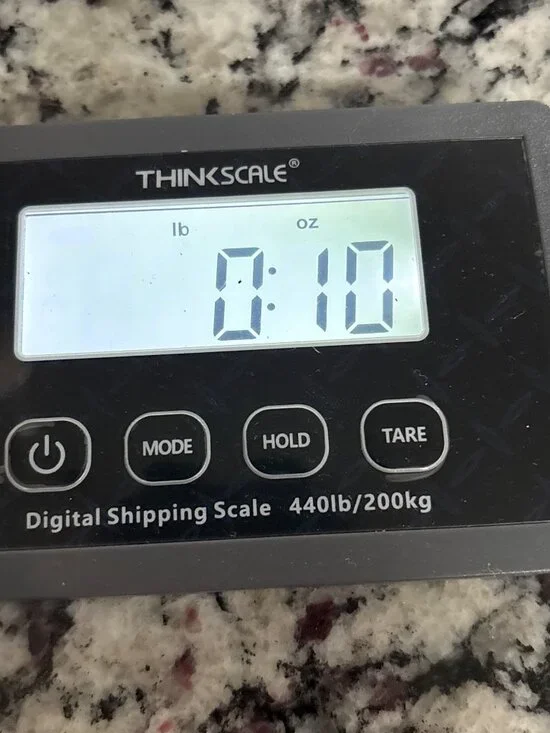 THINKSCALE®
lb oz
0:10
MODE HOLD TARE
Digital Shipping Scale 440lb/200kg